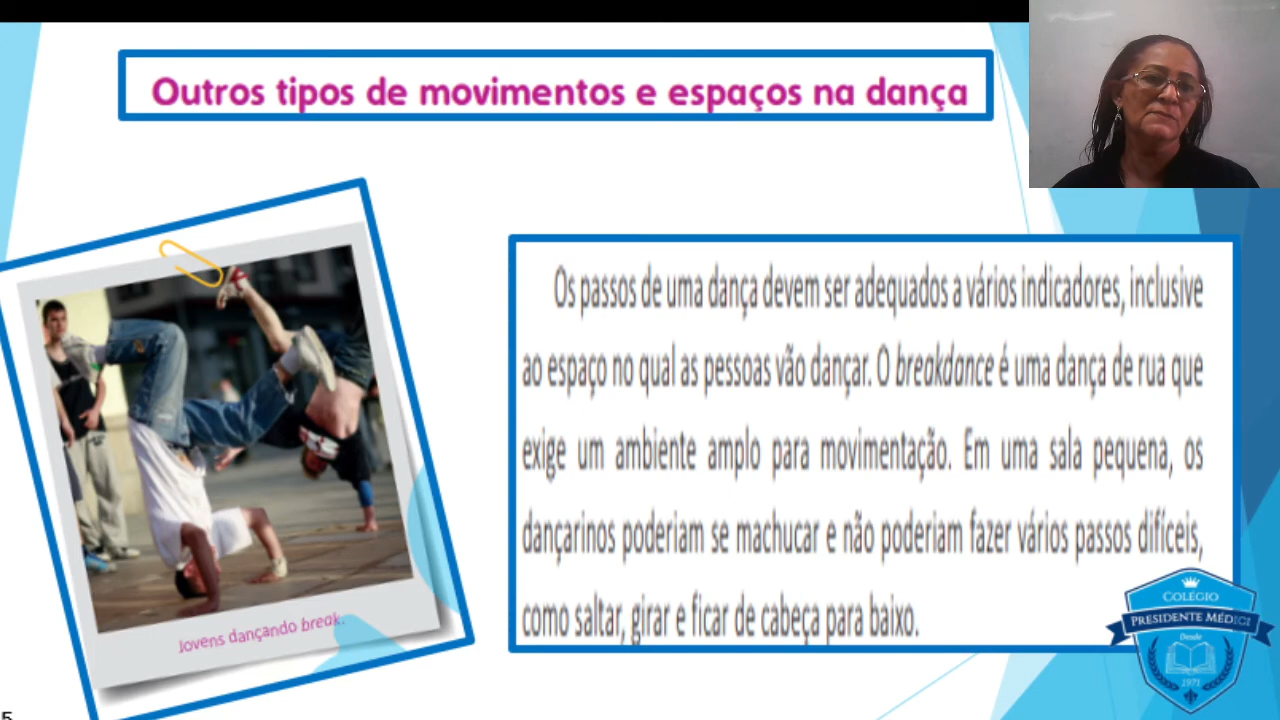 Outros tipos de movimentos e espaços na dança
Os passos de uma dança devem ser adequados a vários indicadores, inclusive
ao espaço no qual as pessoas vão dançar. O breakdance é uma dança de rua que
exige um ambiente amplo para movimentação. Em uma sala pequena, os
dançarinos poderiam se machucar e não poderiam fazer vários passos difíceis,
como saltar, girar e ficar de cabeça para baixo.
Jovens dançando break.
COLÉGIO
PRESIDENTE MÉDICI
Desde
1971
5